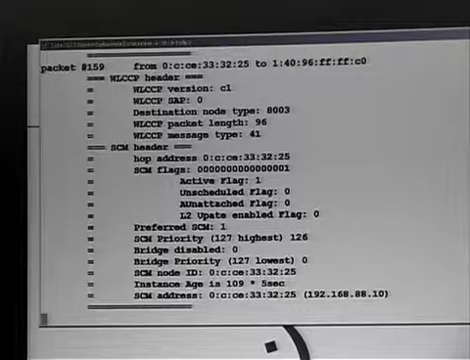 packet #159 from 0:c:ce:33:32:25 to 1:40:96:ff:ff:c0
= === WLCCP header ===
= WLCCP version: c1
= WLCCP SAP: 0
= Destination node type: 8003
= WLCCP packet length: 96
= WLCCP message type: 41
=== SCM header ===
= hop address 0:c:ce:33:32:25
= SCM flags: 0000000000000001
= Active Flag: 1
= Unscheduled Flag: 0
= AUnattached Flag: 0
= L2 Upate enabled Flag: 0
= Preferred SCM: 1
= SCM Priority (127 highest) 126
= Bridge disabled: 0
= Bridge Priority (127 lowest) 0
= SCM node ID: 0:c:ce:33:32:25
= Instance Age is 109 * 5sec
= SCM address: 0:c:ce:33:32:25 (192.168.88.10)